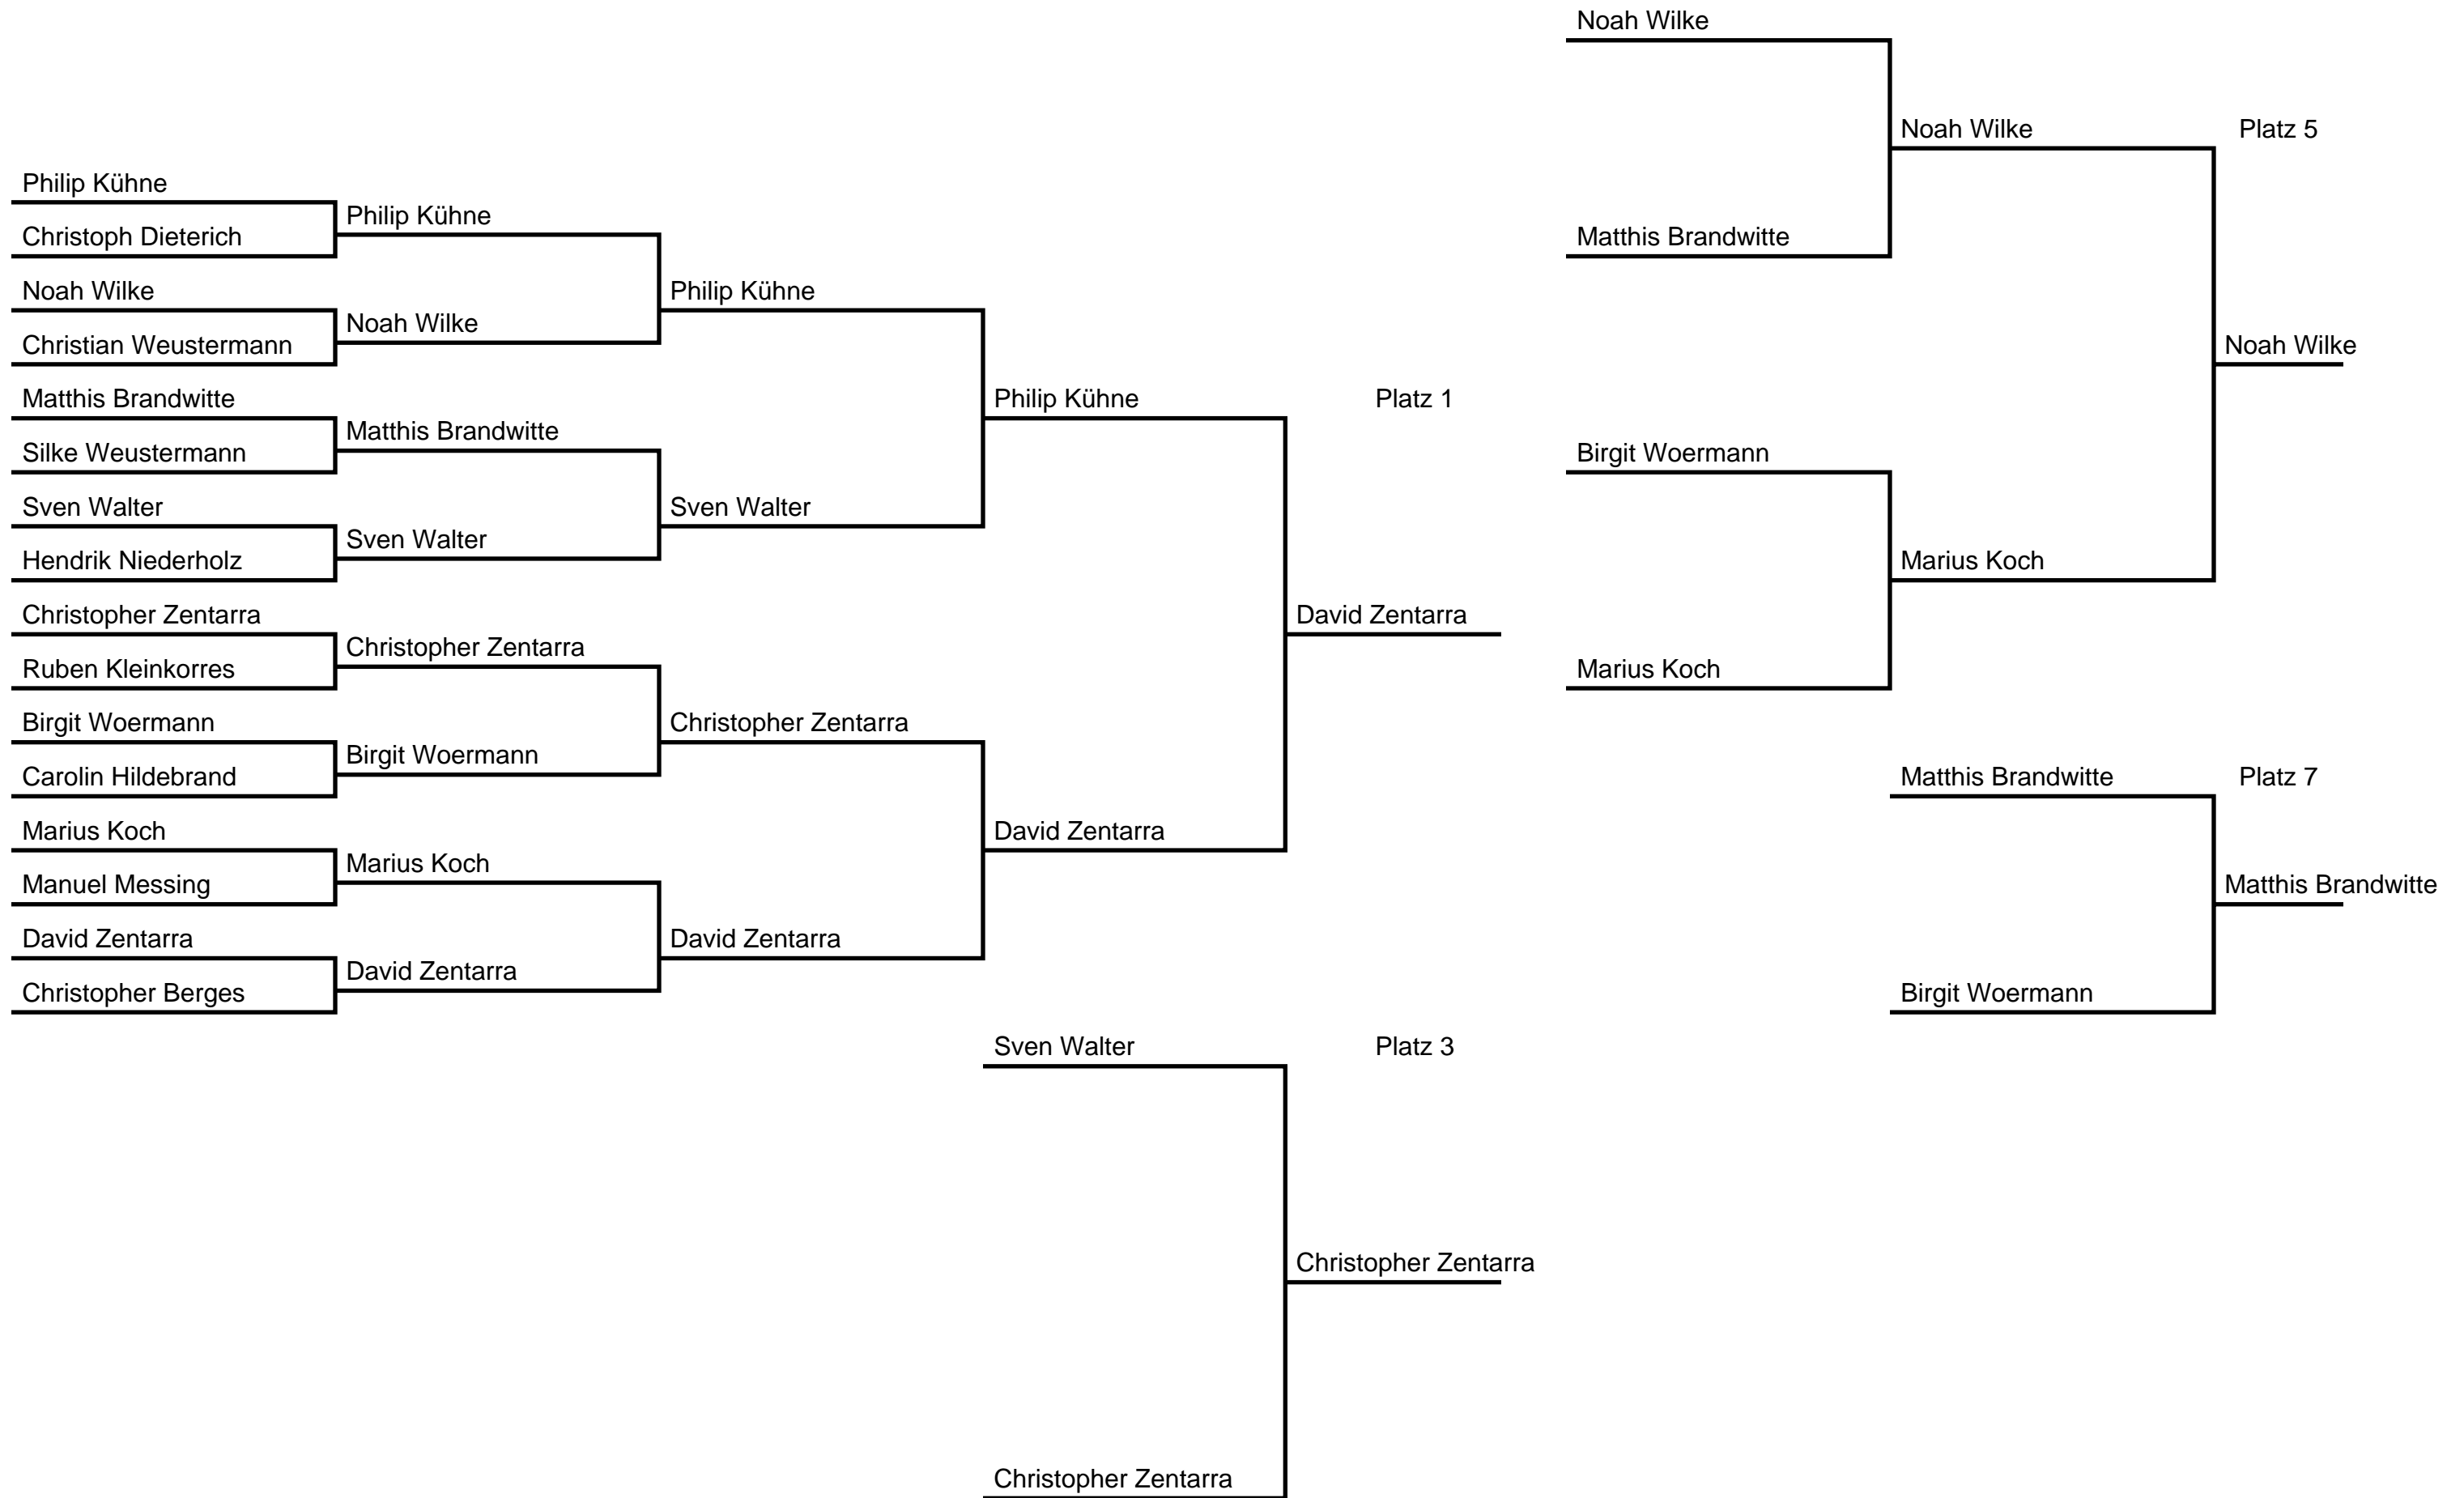 Philip Kühne
Christoph Dieterich
Noah Wilke
Christian Weustermann
Matthis Brandwitte
Silke Weustermann
Sven Walter
Hendrik Niederholz
Christopher Zentarra
Ruben Kleinkorres
Birgit Woermann
Carolin Hildebrand
Marius Koch
Manuel Messing
David Zentarra
Christopher Berges
Philip Kühne
Noah Wilke
Matthis Brandwitte
Sven Walter
Christopher Zentarra
Birgit Woermann
Marius Koch
David Zentarra
Philip Kühne
Sven Walter
Christopher Zentarra
David Zentarra
Philip Kühne
David Zentarra
Platz 1
David Zentarra
Sven Walter
Christopher Zentarra
Platz 3
Christopher Zentarra
Noah Wilke
Matthis Brandwitte
Birgit Woermann
Marius Koch
Noah Wilke
Marius Koch
Platz 5
Noah Wilke
Matthis Brandwitte
Birgit Woermann
Platz 7
Matthis Brandwitte